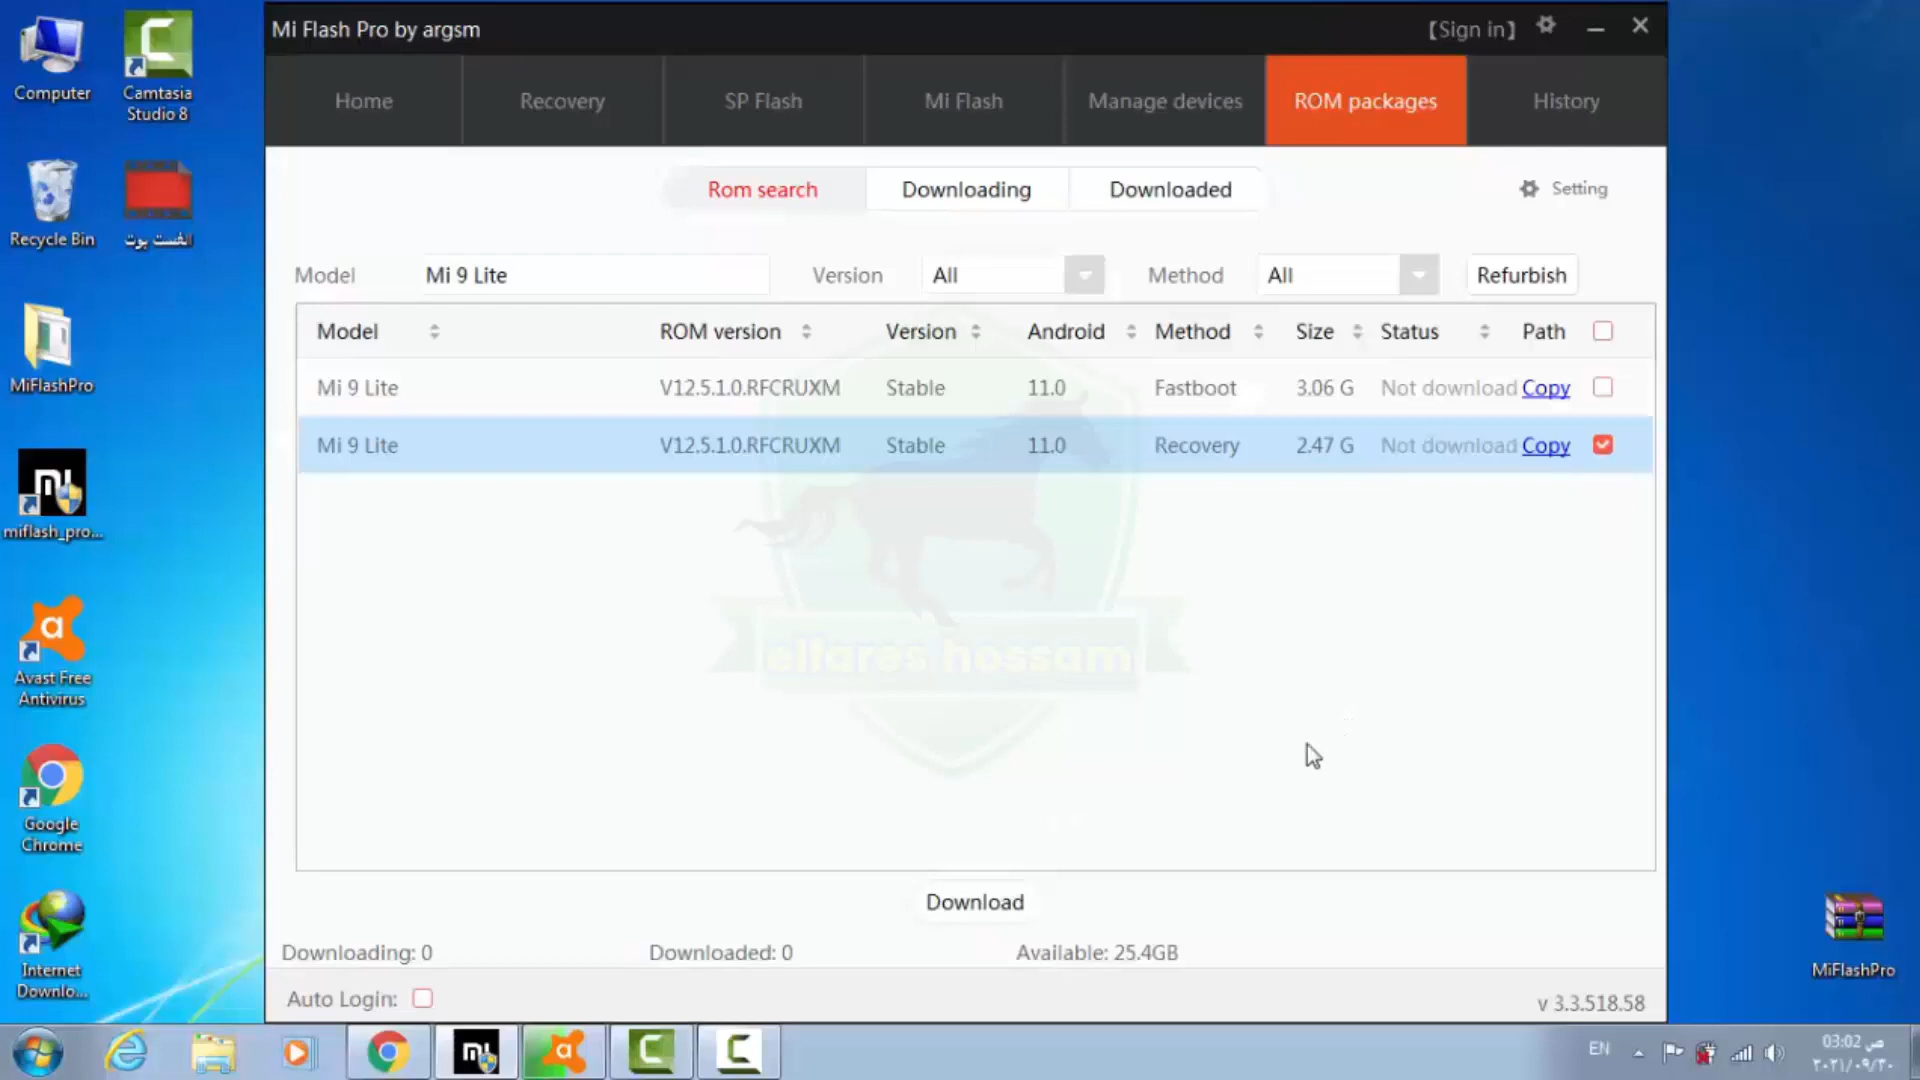 Mi Flash Pro by argsm
【Sign in】
Home
Recovery
SP Flash
Mi Flash
Manage devices
ROM packages
History
Rom search
Downloading
Downloaded
Setting
Model
Mi 9 Lite
Version
All
Method
All
Refurbish
Model ROM version Version Android Method Size Status Path
Mi 9 Lite V12.5.1.0.RFCRUXM Stable 11.0 Fastboot 3.06 G Not download Copy
Mi 9 Lite V12.5.1.0.RFCRUXM Stable 11.0 Recovery 2.47 G Not download Copy
elfares hossam
Download
Downloading: 0
Downloaded: 0
Available: 25.4GB
Auto Login:
v 3.3.518.58
Computer
Camtasia
Studio 8
Recycle Bin
الفست بوت
MiFlashPro
miflash_pro...
Avast Free
Antivirus
Google
Chrome
Internet
Downlo...
MiFlashPro
EN
03:02 ص
٢٠٢١/٠٩/٣٠